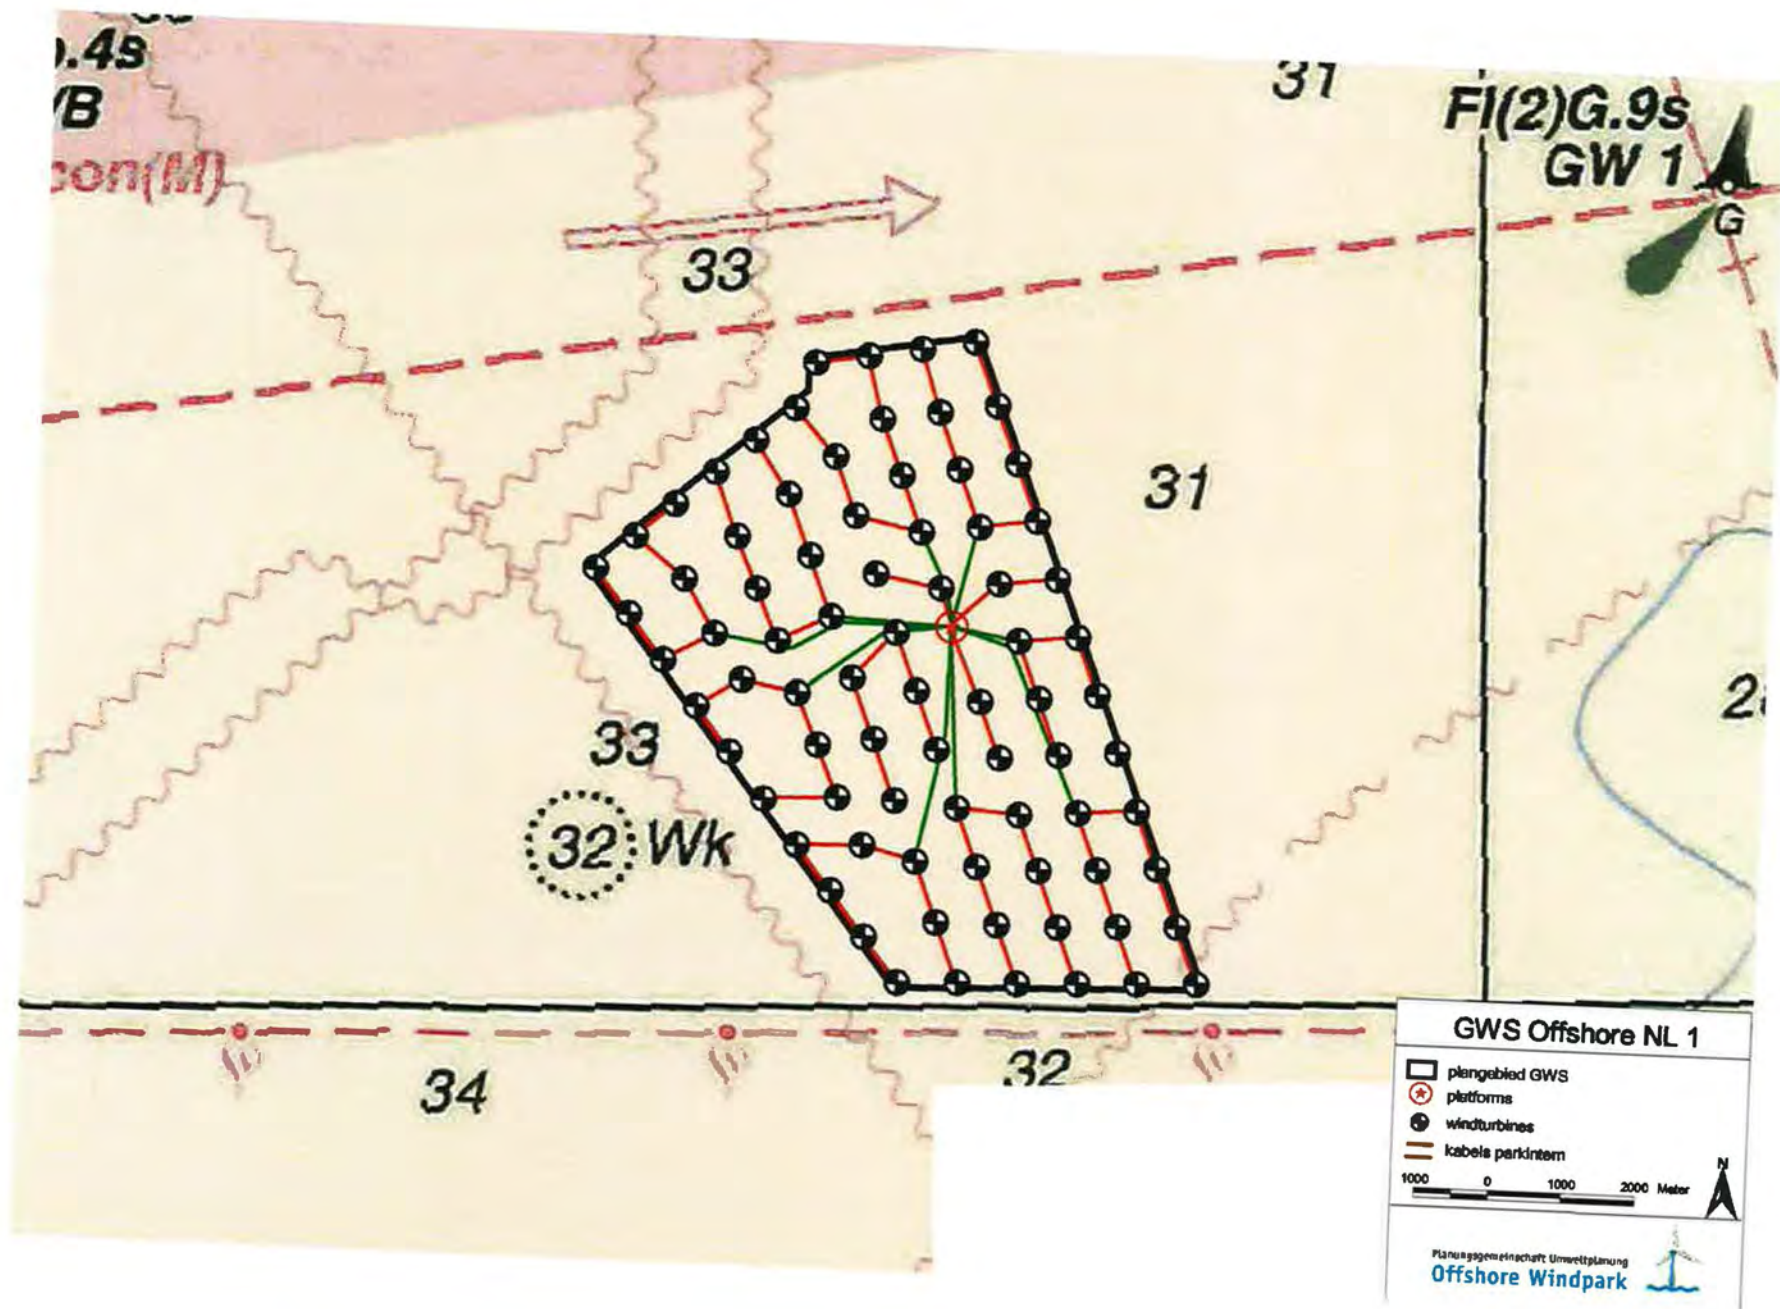 .4s
/B
con(M)
31
Fl(2)G.9s
GW 1
G
33
31
33
32 Wk
34
32
GWS Offshore NL 1
plangebied GWS
platforms
windturbines
kabels parkintern
N
1000 0 1000 2000 Meter
Planungsgemeinschaft Umweltplanung
Offshore Windpark